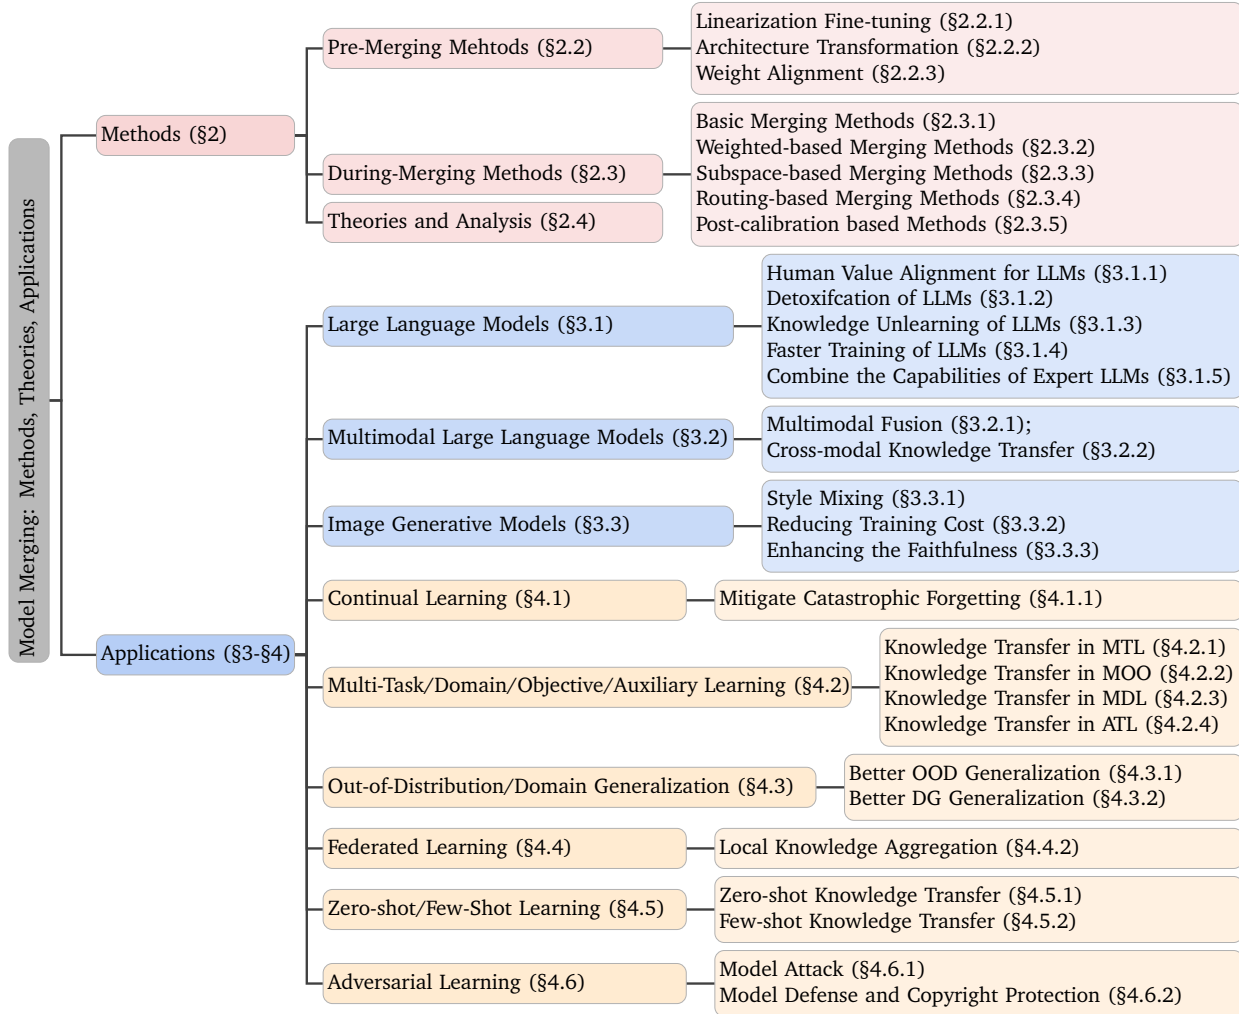 Model Merging: Methods, Theories, Applications
Methods (§2)
Pre-Merging Mehtods (§2.2)
Linearization Fine-tuning (§2.2.1)
Architecture Transformation (§2.2.2)
Weight Alignment (§2.2.3)
During-Merging Methods (§2.3)
Basic Merging Methods (§2.3.1)
Weighted-based Merging Methods (§2.3.2)
Subspace-based Merging Methods (§2.3.3)
Routing-based Merging Methods (§2.3.4)
Post-calibration based Methods (§2.3.5)
Theories and Analysis (§2.4)
Applications (§3-§4)
Large Language Models (§3.1)
Human Value Alignment for LLMs (§3.1.1)
Detoxifcation of LLMs (§3.1.2)
Knowledge Unlearning of LLMs (§3.1.3)
Faster Training of LLMs (§3.1.4)
Combine the Capabilities of Expert LLMs (§3.1.5)
Multimodal Large Language Models (§3.2)
Multimodal Fusion (§3.2.1);
Cross-modal Knowledge Transfer (§3.2.2)
Image Generative Models (§3.3)
Style Mixing (§3.3.1)
Reducing Training Cost (§3.3.2)
Enhancing the Faithfulness (§3.3.3)
Continual Learning (§4.1)
Mitigate Catastrophic Forgetting (§4.1.1)
Multi-Task/Domain/Objective/Auxiliary Learning (§4.2)
Knowledge Transfer in MTL (§4.2.1)
Knowledge Transfer in MOO (§4.2.2)
Knowledge Transfer in MDL (§4.2.3)
Knowledge Transfer in ATL (§4.2.4)
Out-of-Distribution/Domain Generalization (§4.3)
Better OOD Generalization (§4.3.1)
Better DG Generalization (§4.3.2)
Federated Learning (§4.4)
Local Knowledge Aggregation (§4.4.2)
Zero-shot/Few-Shot Learning (§4.5)
Zero-shot Knowledge Transfer (§4.5.1)
Few-shot Knowledge Transfer (§4.5.2)
Adversarial Learning (§4.6)
Model Attack (§4.6.1)
Model Defense and Copyright Protection (§4.6.2)